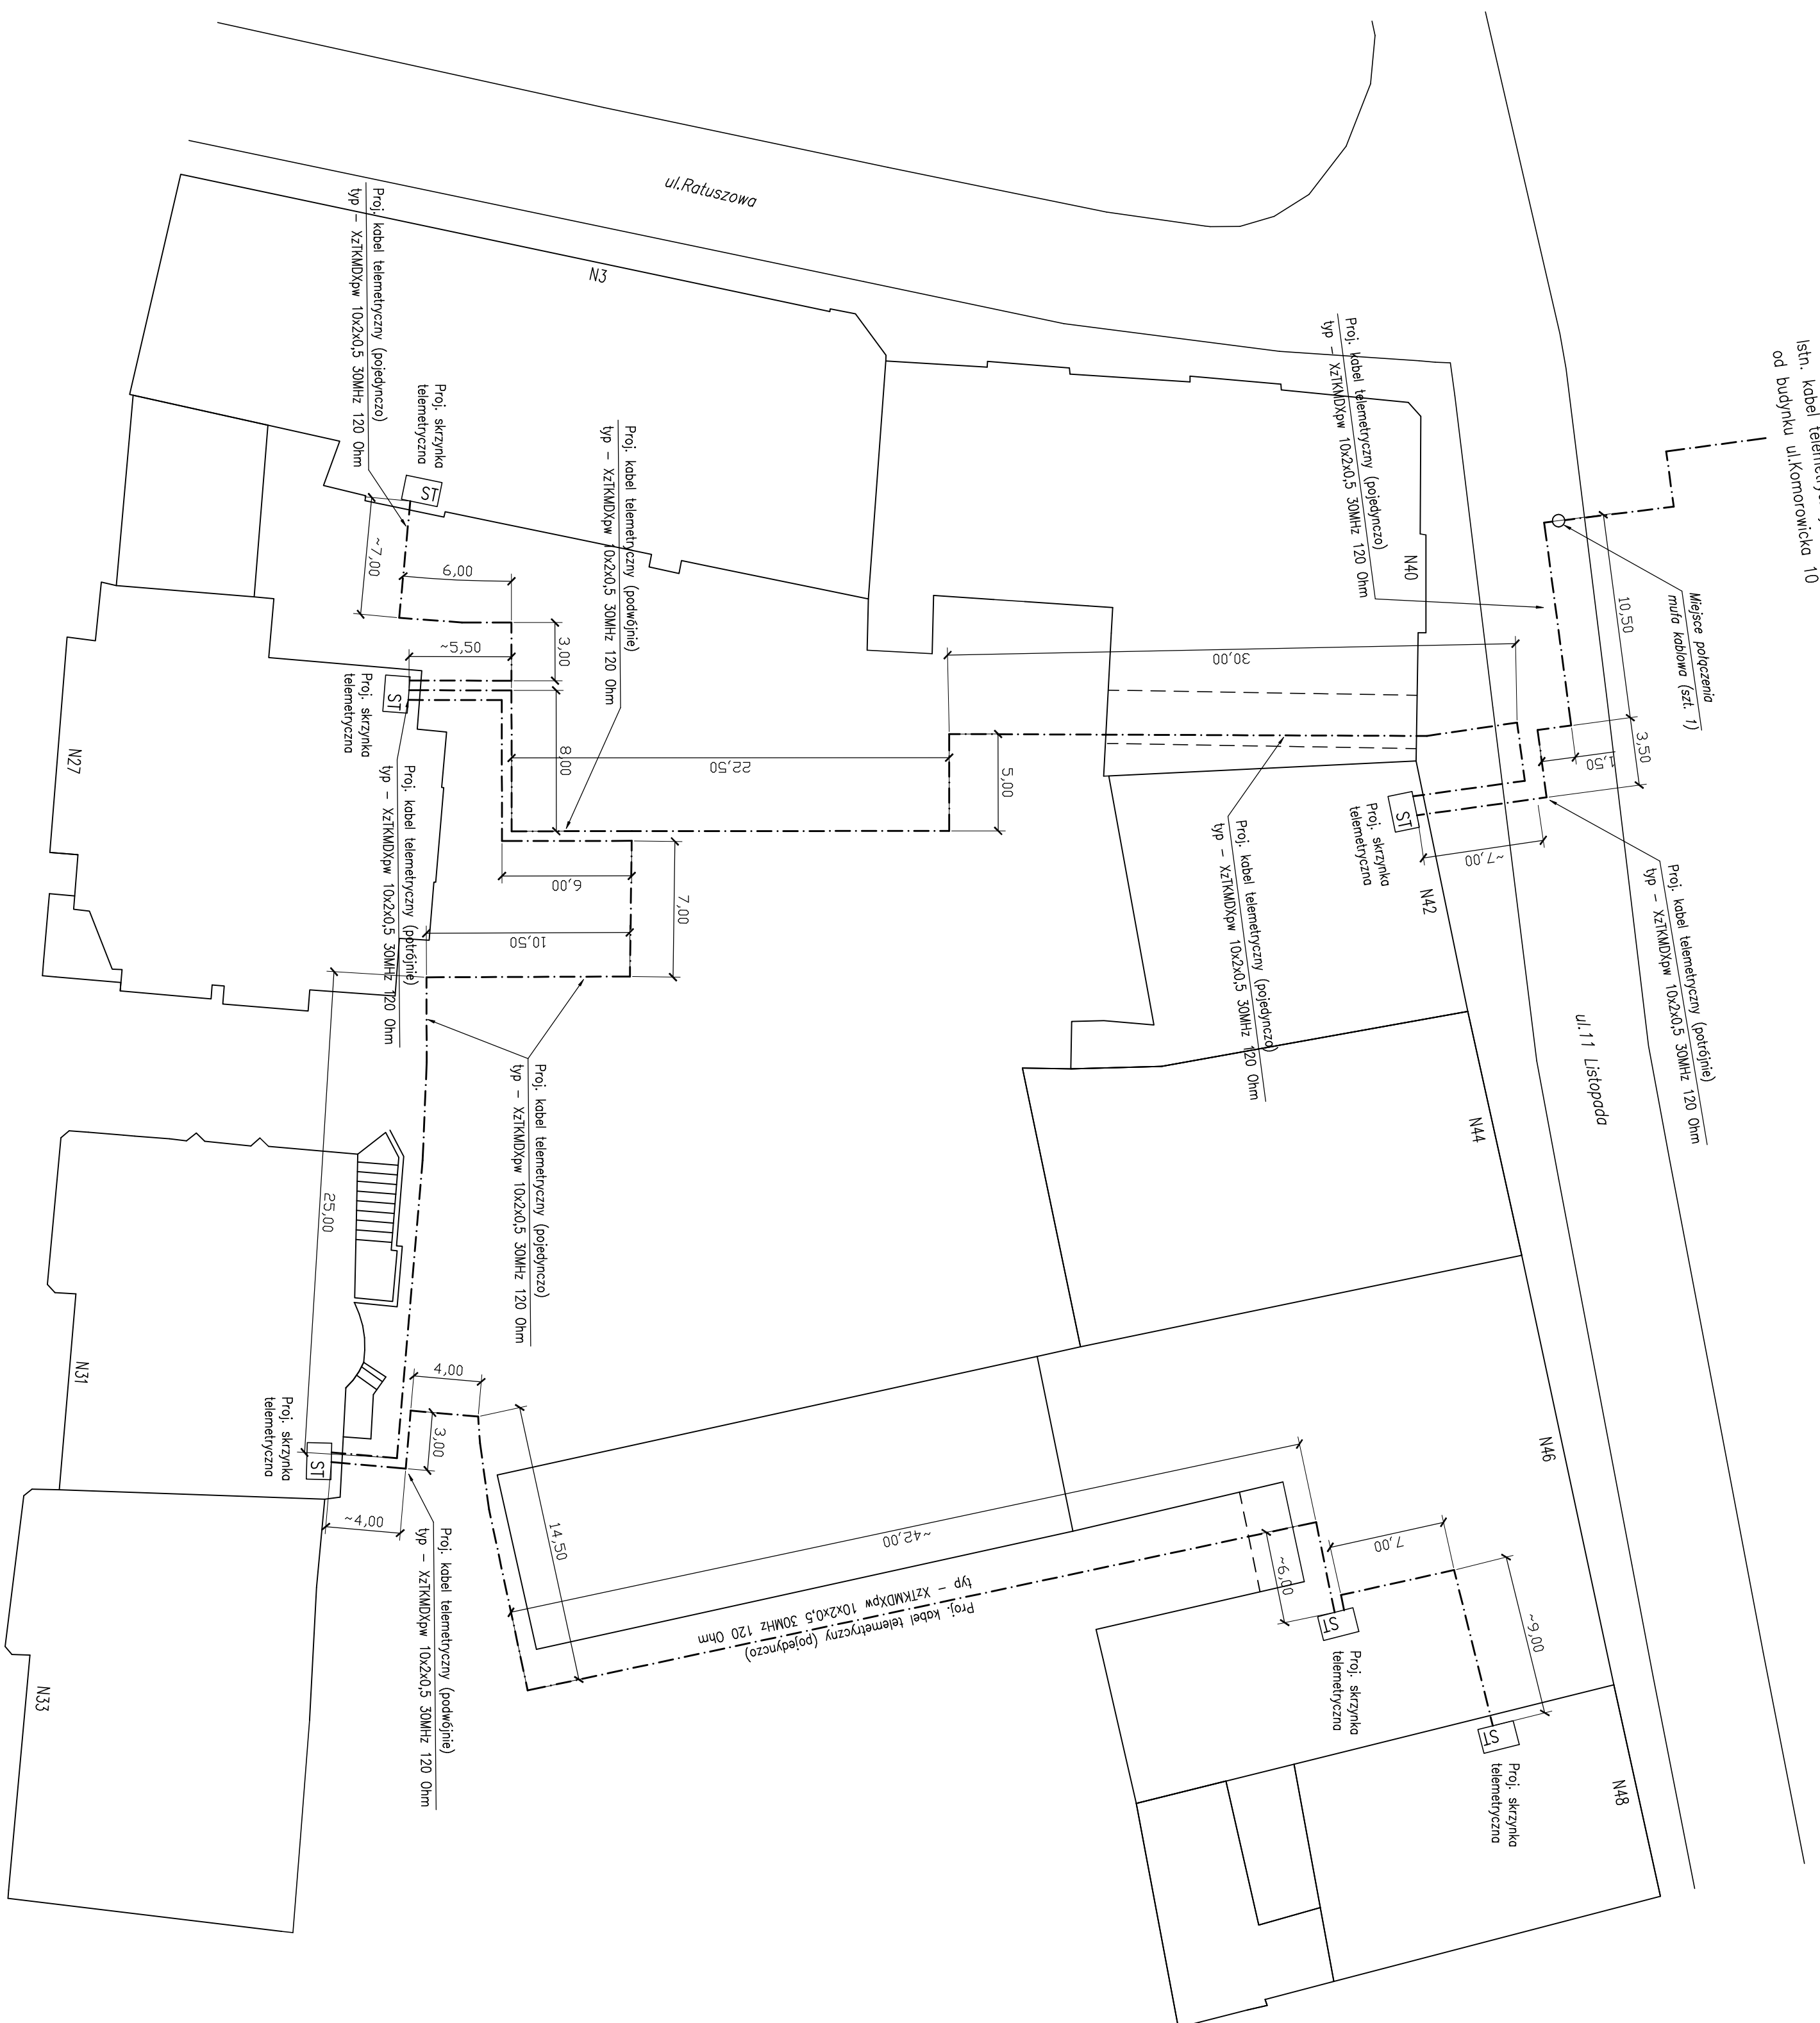 ul.Ratuszowa
Istn. kabel
od budynku ul.Komorowicka 10
Miejsce połączenia
mufa kablowa (szt. 1)
10,50
3,50
1,50
~7,00
Proj. kabel telemetryczny (pojedynczo)
typ - XzTKMDXpw 10x2x0,5 30MHz 120 Ohm
N40
Proj. kabel telemetryczny (potrójnie)
typ - XzTKMDXpw 10x2x0,5 30MHz 120 Ohm
ul.11 Listopada
ST
Proj. skrzynka
telemetryczna
N42
30,00
5,00
22,50
Proj. kabel telemetryczny (pojedynczo)
typ - XzTKMDXpw 10x2x0,5 30MHz 120 Ohm
N44
N46
N48
N3
Proj. kabel telemetryczny (pojedynczo)
typ - XzTKMDXpw 10x2x0,5 30MHz 120 Ohm
Proj. skrzynka
telemetryczna
ST
~7,00
6,00
3,00
~5,50
8,00
Proj. kabel telemetryczny (podwójnie)
typ - XzTKMDXpw 10x2x0,5 30MHz 120 Ohm
ST
Proj. skrzynka
telemetryczna
N27
Proj. kabel telemetryczny (potrójnie)
typ - XzTKMDXpw 10x2x0,5 30MHz 120 Ohm
6,00
7,00
10,50
25,00
Proj. kabel telemetryczny (pojedynczo)
typ - XzTKMDXpw 10x2x0,5 30MHz 120 Ohm
N31
Proj. skrzynka
telemetryczna
ST
4,00
3,00
~4,00
14,50
Proj. kabel telemetryczny (podwójnie)
typ - XzTKMDXpw 10x2x0,5 30MHz 120 Ohm
N33
~42,00
Proj. kabel telemetryczny (pojedynczo)
typ - XzTKMDXpw 10x2x0,5 30MHz 120 Ohm
~6,00
7,00
~9,00
ST
Proj. skrzynka
telemetryczna
ST
Proj. skrzynka
telemetryczna